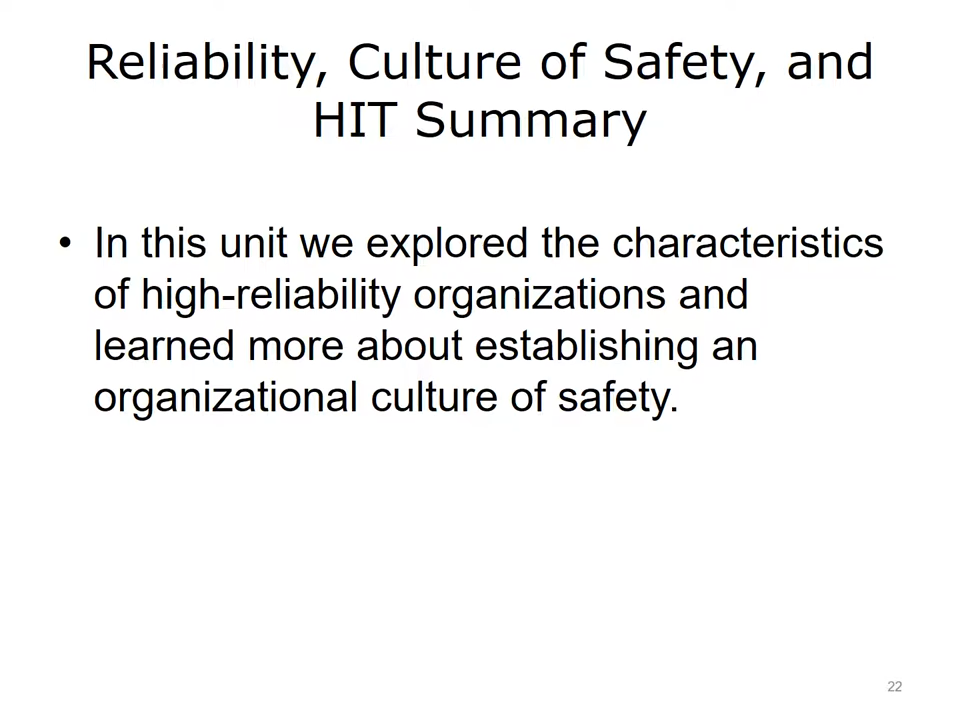 Reliability, Culture of Safety, and
HIT Summary
• In this unit we explored the characteristics
of high-reliability organizations and
learned more about establishing an
organizational culture of safety.
22